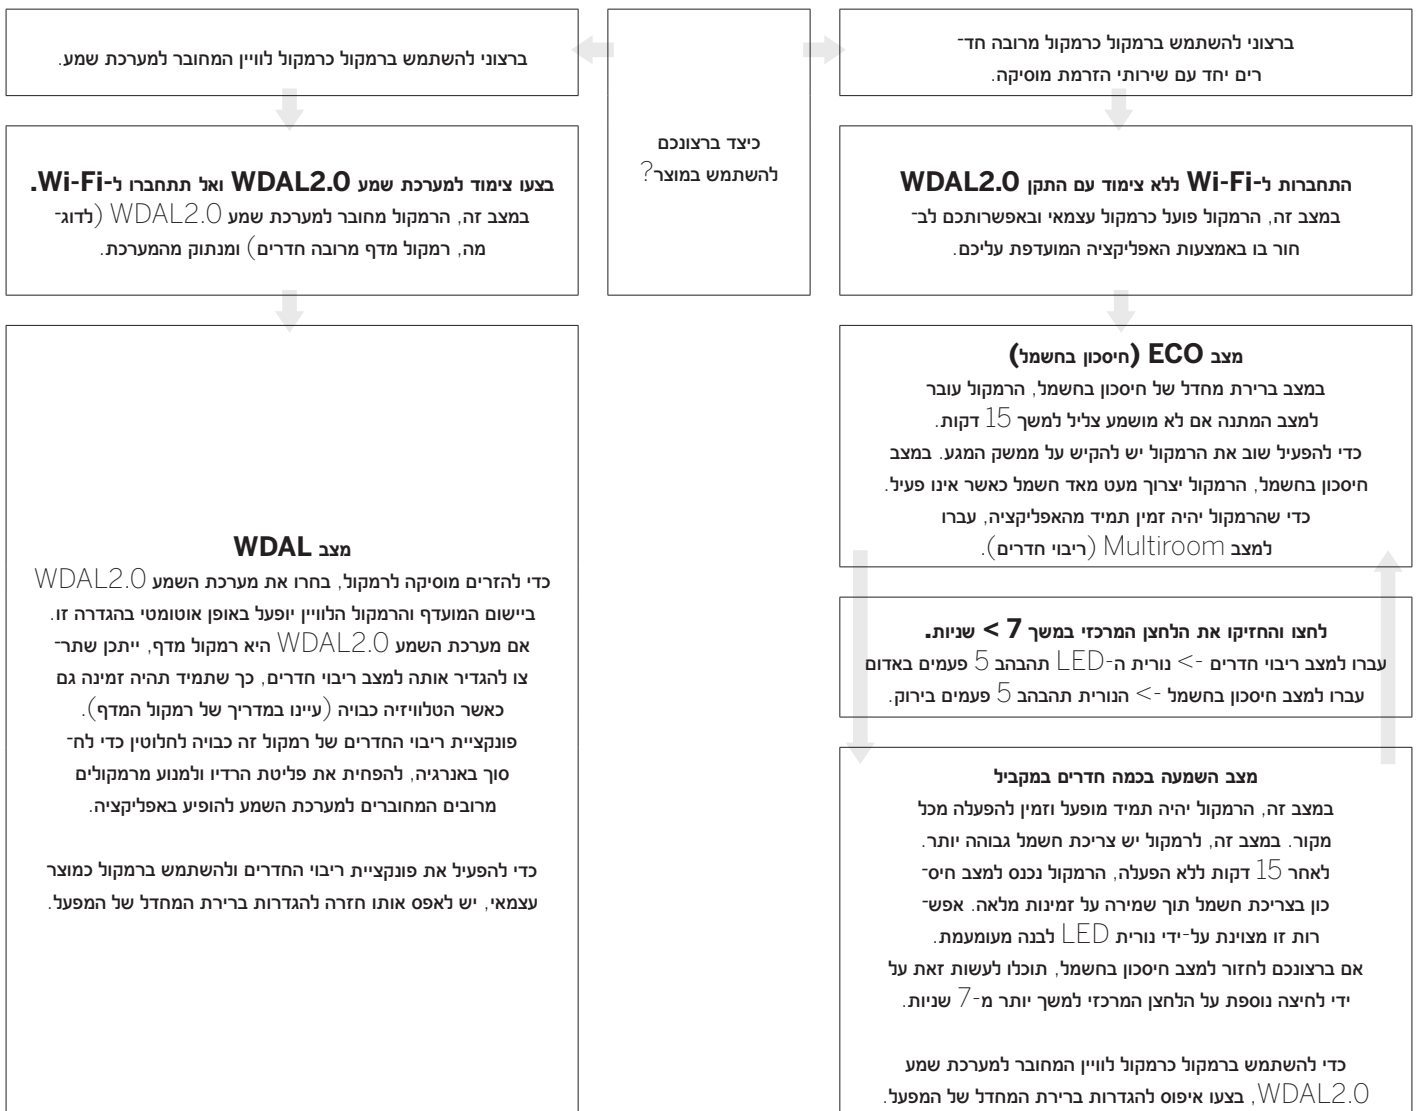 כיצד ברצונכם
להשתמש במוצר?
ברצוני להשתמש ברמקול כרמקול מרובה חד־
רים יחד עם שירותי הזרמת מוסיקה.
התחברות ל-Wi-Fi ללא צימוד עם התקן WDAL2.0
במצב זה, הרמקול פועל כרמקול עצמאי ובאפשרותכם לב־
חור בו באמצעות האפליקציה המועדפת עליכם.
מצב ECO (חיסכון בחשמל)
במצב ברירת מחדל של חיסכון בחשמל, הרמקול עובר
למצב המתנה אם לא מושמע צליל למשך 15 דקות.
כדי להפעיל שוב את הרמקול יש להקיש על ממשק המגע. במצב
חיסכון בחשמל, הרמקול יצרוך מעט מאד חשמל כאשר אינו פעיל.
כדי שהרמקול יהיה זמין תמיד מהאפליקציה, עברו
למצב Multiroom (ריבוי חדרים).
לחצו והחזיקו את הלחצן המרכזי במשך 7 > שניות.
עברו למצב ריבוי חדרים -> נורית ה-LED תהבהב 5 פעמים באדום
עברו למצב חיסכון בחשמל -> הנורית תהבהב 5 פעמים בירוק.
מצב השמעה בכמה חדרים במקביל
במצב זה, הרמקול יהיה תמיד מופעל וזמין להפעלה מכל
מקור. במצב זה, לרמקול יש צריכת חשמל גבוהה יותר.
לאחר 15 דקות ללא הפעלה, הרמקול נכנס למצב חיס־
כון בצריכת חשמל תוך שמירה על זמינות מלאה. אפש־
רות זו מצוינת על-ידי נורית LED לבנה מעומעמת.
אם ברצונכם לחזור למצב חיסכון בחשמל, תוכלו לעשות זאת על
ידי לחיצה נוספת על הלחצן המרכזי למשך יותר מ-7 שניות.
כדי להשתמש ברמקול כרמקול לוויין המחובר למערכת שמע
WDAL2.0, בצעו איפוס להגדרות ברירת המחדל של המפעל.
ברצוני להשתמש ברמקול כרמקול לוויין המחובר למערכת שמע.
בצעו צימוד למערכת שמע WDAL2.0 ואל תתחברו ל-Wi-Fi.
במצב זה, הרמקול מחובר למערכת שמע WDAL2.0 (לדוג־
מה, רמקול מדף מרובה חדרים) ומנתוק מהמערכת.
מצב WDAL
כדי להזרים מוסיקה לרמקול, בחרו את מערכת השמע WDAL2.0
ביישום המועדף והרמקול הלוויין יופעל באופן אוטומטי בהגדרה זו.
אם מערכת השמע WDAL2.0 היא רמקול מדף, ייתכן שתר־
צו להגדיר אותה למצב ריבוי חדרים, כך שתמיד תהיה זמינה גם
כאשר הטלוויזיה כבויה (עיינו במדריך של רמקול המדף).
פונקציית ריבוי החדרים של רמקול זה כבויה לחלוטין כדי לח־
סוך באנרגיה, להפחית את פליטת הרדיו ולמנוע מרמקולים
מרובים המחוברים למערכת השמע להופיע באפליקציה.
כדי להפעיל את פונקציית ריבוי החדרים ולהשתמש ברמקול כמוצר
עצמאי, יש לאפס אותו חזרה להגדרות ברירת המחדל של המפעל.